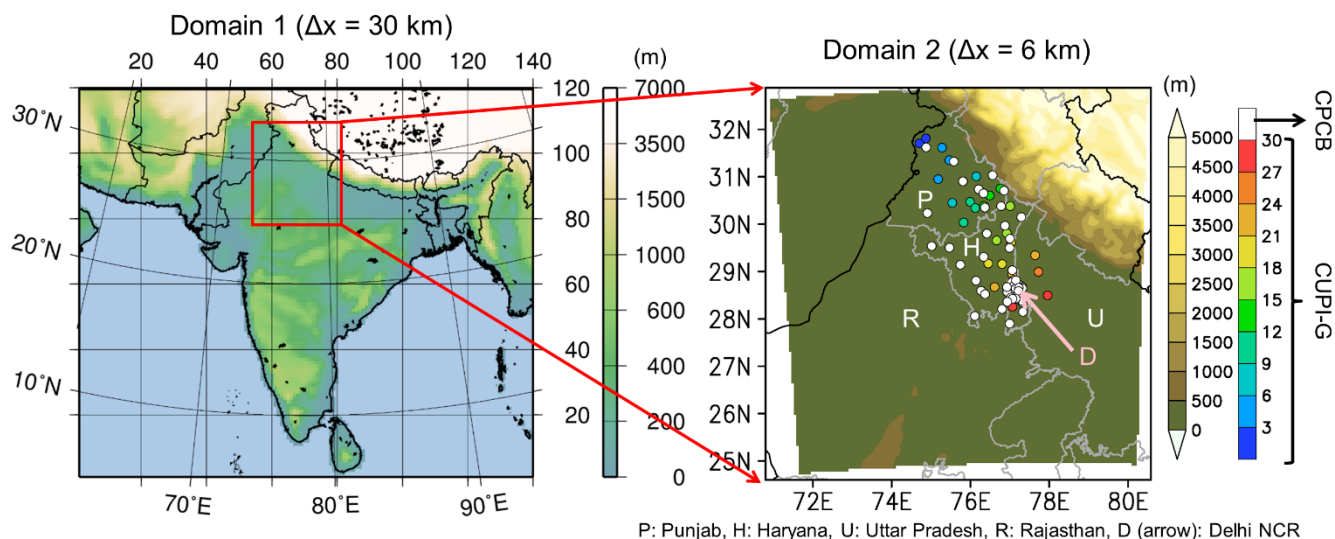 Domain 1 (Δx = 30 km)
20 40 60 80 100 120 140
(m)
30˚N
20˚N
10˚N
120
100
80
60
40
20
70˚E 80˚E 90˚E
7000
3500
1500
1000
600
400
200
0
Domain 2 (Δx = 6 km)
(m)
32N
31N
30N
29N
28N
27N
26N
25N
72E 74E 76E 78E 80E
P
H
R
U
D
5000
4500
4000
3500
3000
2500
2000
1500
1000
500
0
30
27
24
21
18
15
12
9
6
3
CPCB
CUPI-G
P: Punjab, H: Haryana, U: Uttar Pradesh, R: Rajasthan, D (arrow): Delhi NCR